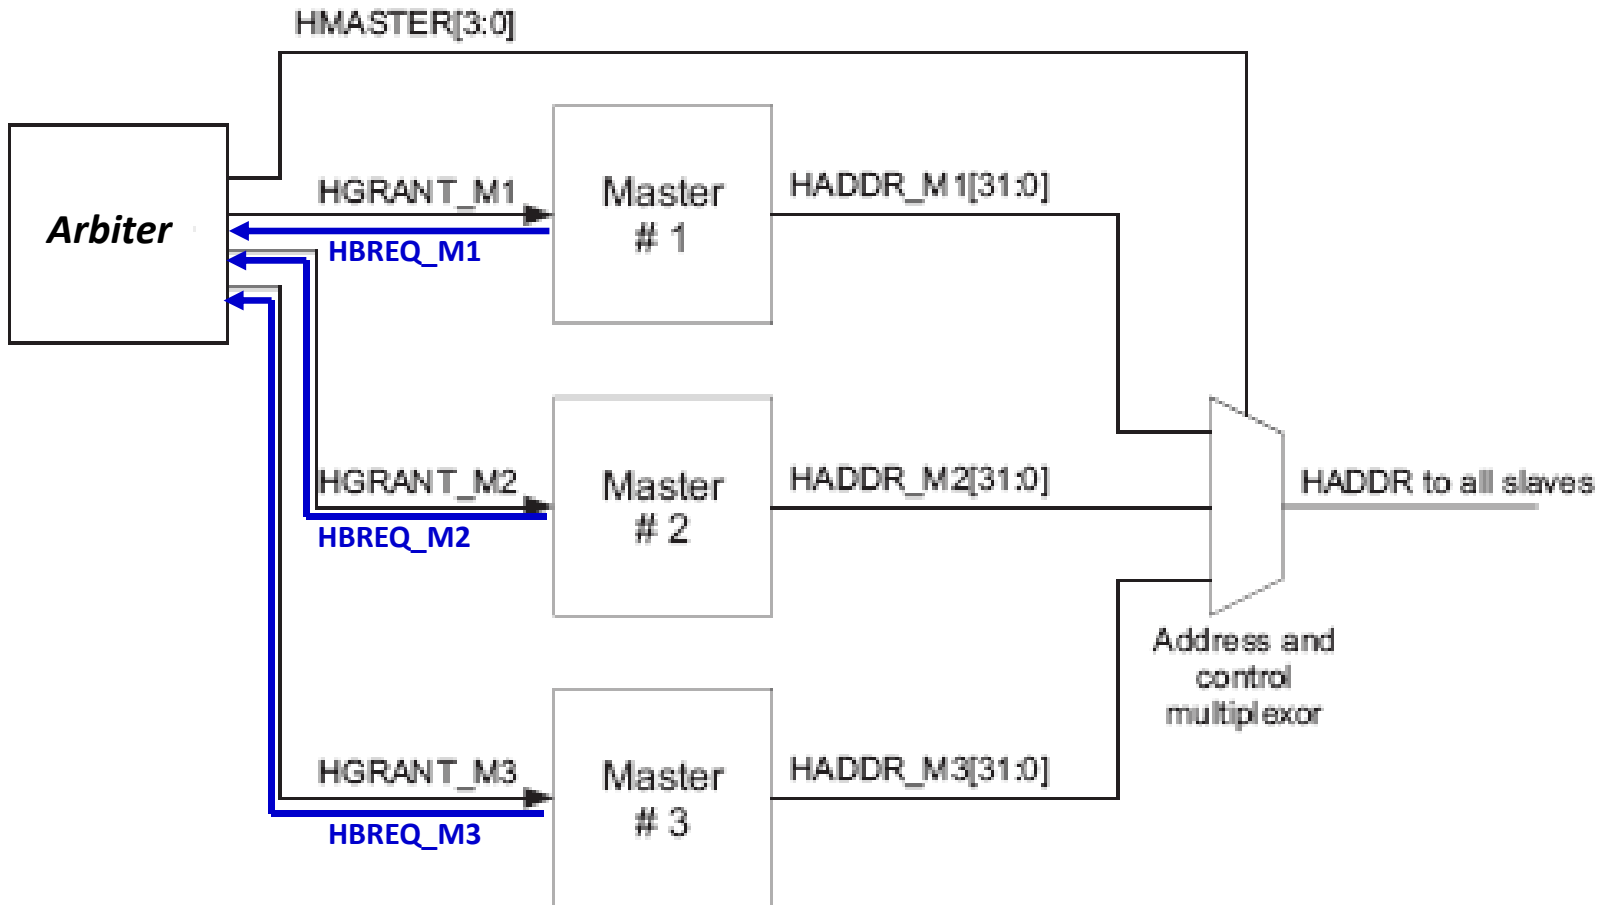 HMASTER[3:0]
Arbiter
HGRANT_M1
HBREQ_M1
Master
# 1
HADDR_M1[31:0]
HGRANT_M2
HBREQ_M2
Master
# 2
HADDR_M2[31:0]
HADDR to all slaves
Address and
control
multiplexor
HGRANT_M3
HBREQ_M3
Master
# 3
HADDR_M3[31:0]